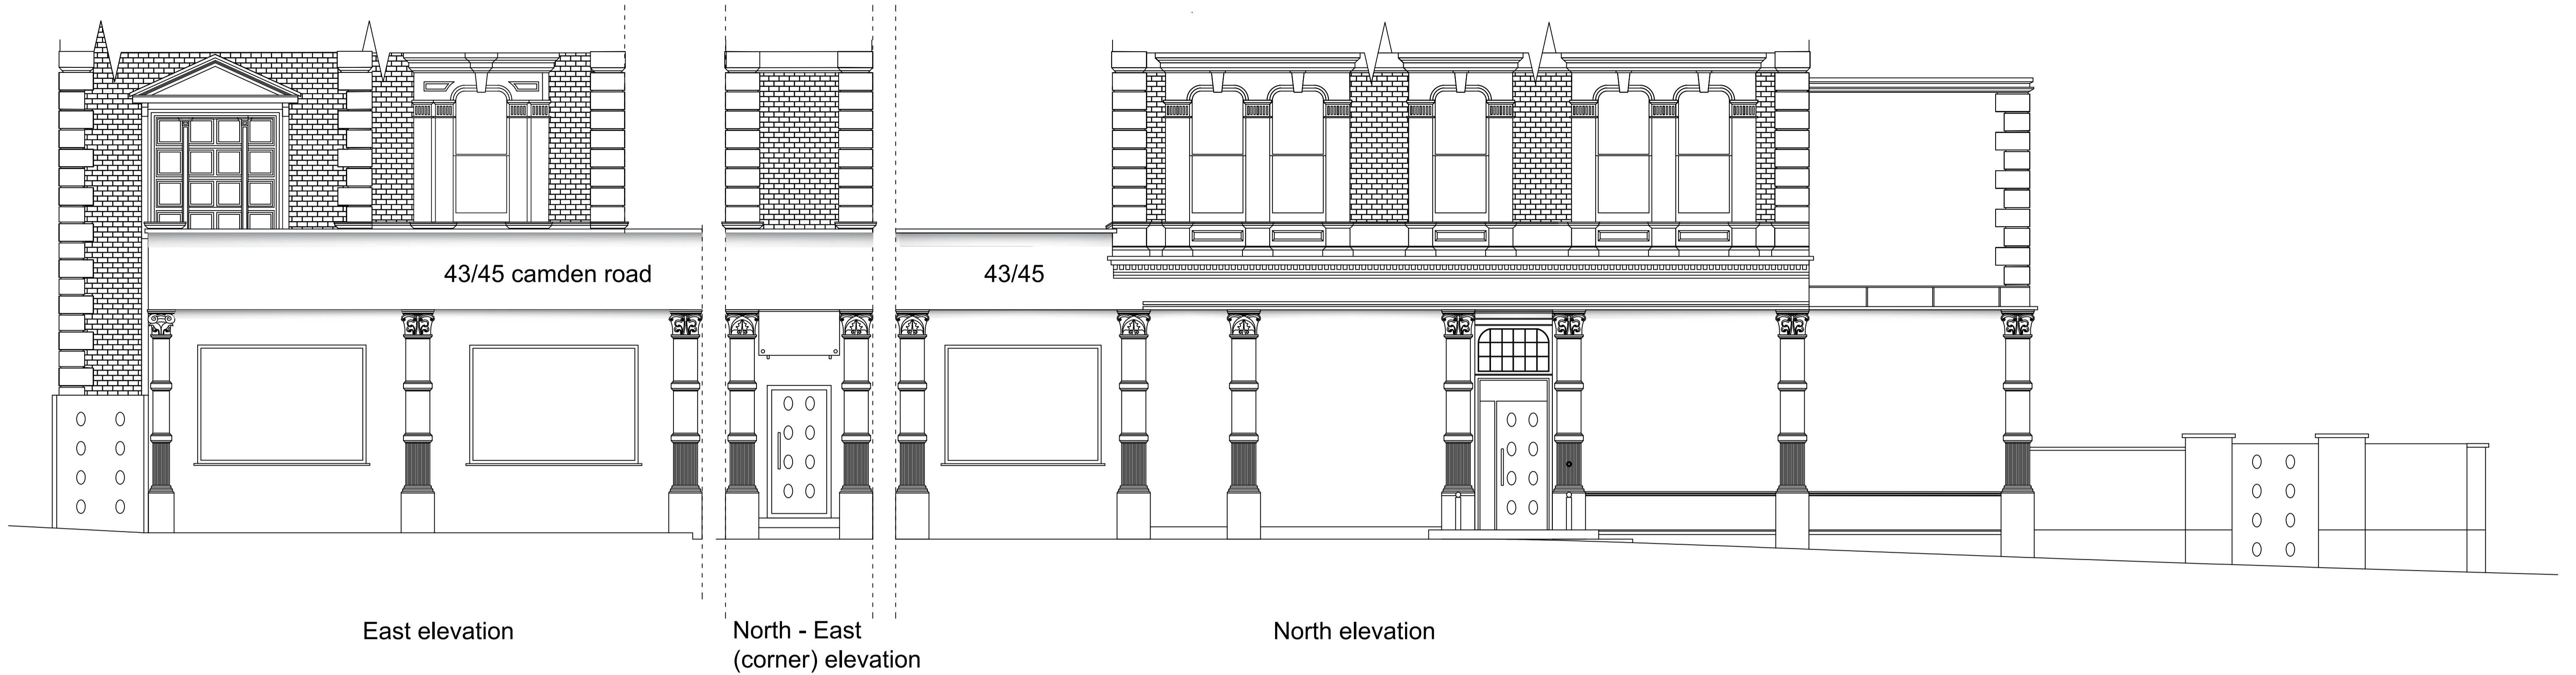 43/45 camden road
43/45
East elevation
North - East
(corner) elevation
North elevation